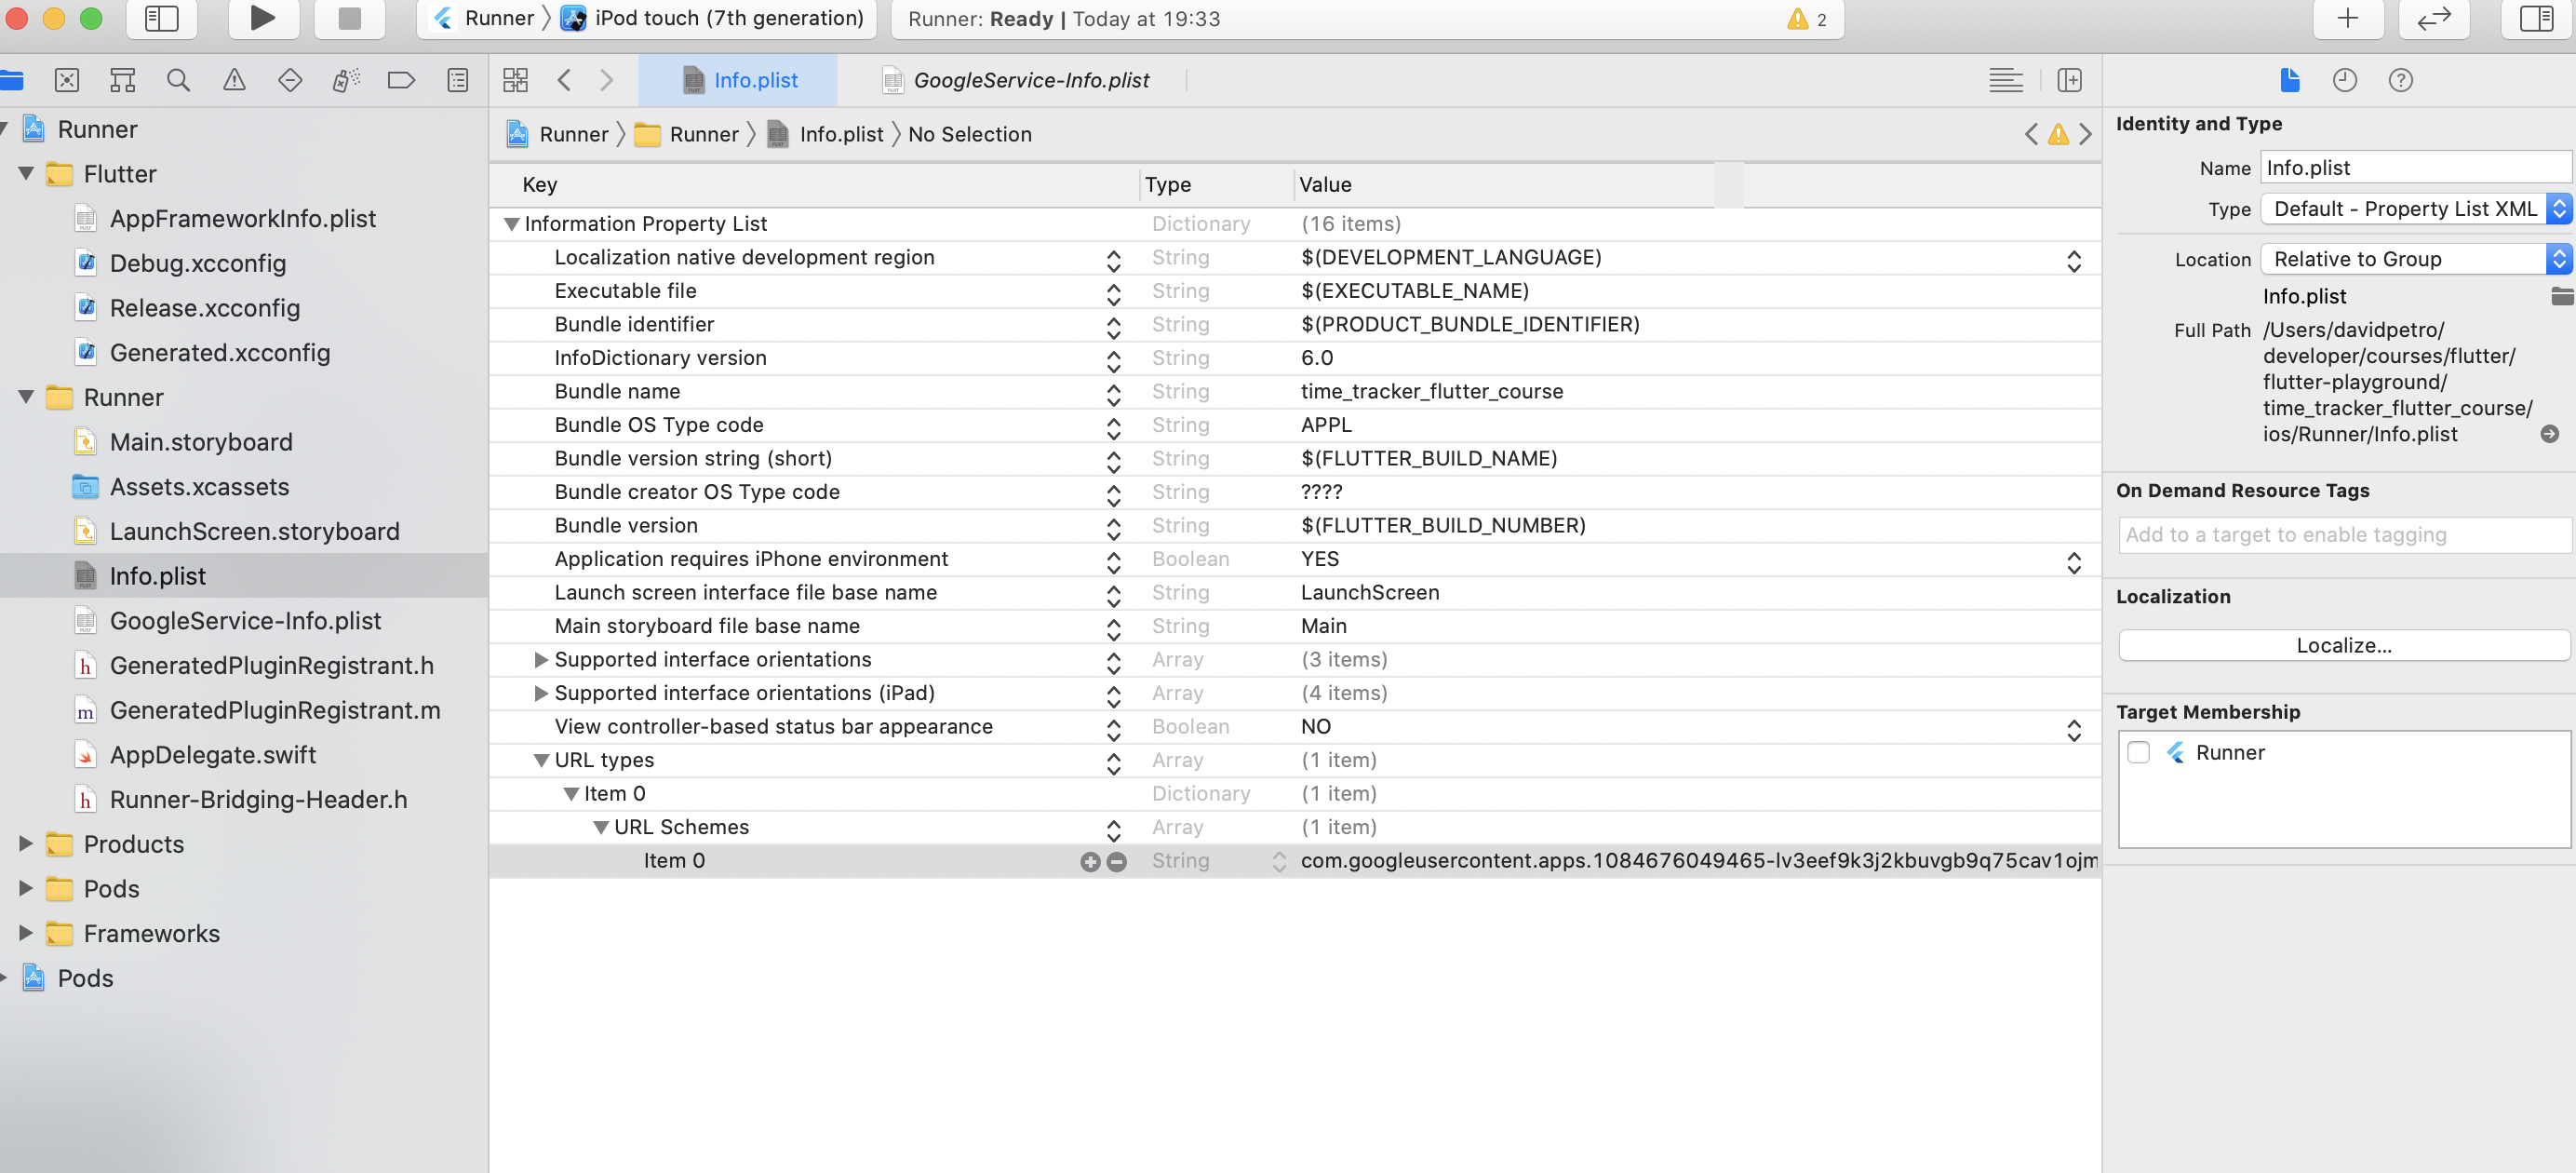 Runner 〉 iPod touch (7th generation)
Runner: Ready | Today at 19:33
2
Info.plist
GoogleService-Info.plist
Runner
Flutter
AppFrameworkInfo.plist
Debug.xcconfig
Release.xcconfig
Generated.xcconfig
Runner
Main.storyboard
Assets.xcassets
LaunchScreen.storyboard
Info.plist
GoogleService-Info.plist
GeneratedPluginRegistrant.h
GeneratedPluginRegistrant.m
AppDelegate.swift
Runner-Bridging-Header.h
Products
Pods
Frameworks
Pods
Runner 〉 Runner 〉 Info.plist 〉 No Selection
Key Type Value
Information Property List Dictionary (16 items)
Localization native development region String $(DEVELOPMENT_LANGUAGE)
Executable file String $(EXECUTABLE_NAME)
Bundle identifier String $(PRODUCT_BUNDLE_IDENTIFIER)
InfoDictionary version String 6.0
Bundle name String time_tracker_flutter_course
Bundle OS Type code String APPL
Bundle version string (short) String $(FLUTTER_BUILD_NAME)
Bundle creator OS Type code String ????
Bundle version String $(FLUTTER_BUILD_NUMBER)
Application requires iPhone environment Boolean YES
Launch screen interface file base name String LaunchScreen
Main storyboard file base name String Main
Supported interface orientations Array (3 items)
Supported interface orientations (iPad) Array (4 items)
View controller-based status bar appearance Boolean NO
URL types Array (1 item)
Item 0 Dictionary (1 item)
URL Schemes Array (1 item)
Item 0 String com.googleusercontent.apps.1084676049465-lv3eef9k3j2kbuvgb9q75cav1ojm
Identity and Type
Name Info.plist
Type Default - Property List XML
Location Relative to Group
Info.plist
Full Path /Users/davidpetro/
developer/courses/flutter/
flutter-playground/
time_tracker_flutter_course/
ios/Runner/Info.plist
On Demand Resource Tags
Add to a target to enable tagging
Localization
Localize...
Target Membership
Runner